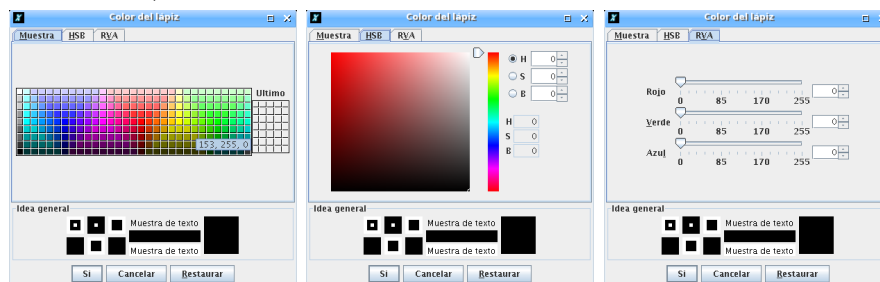 Color del lápiz
Muestra HSB RVA
Ultimo
153, 255, 0
Idea general
Muestra de texto
Muestra de texto
Si Cancelar Restaurar
Color del lápiz
Muestra HSB RVA
H 0
S 0
B 0
H 0
S 0
B 0
Idea general
Muestra de texto
Muestra de texto
Si Cancelar Restaurar
Color del lápiz
Muestra HSB RVA
Rojo 0
0 85 170 255
Verde 0
0 85 170 255
Azul 0
0 85 170 255
Idea general
Muestra de texto
Muestra de texto
Si Cancelar Restaurar